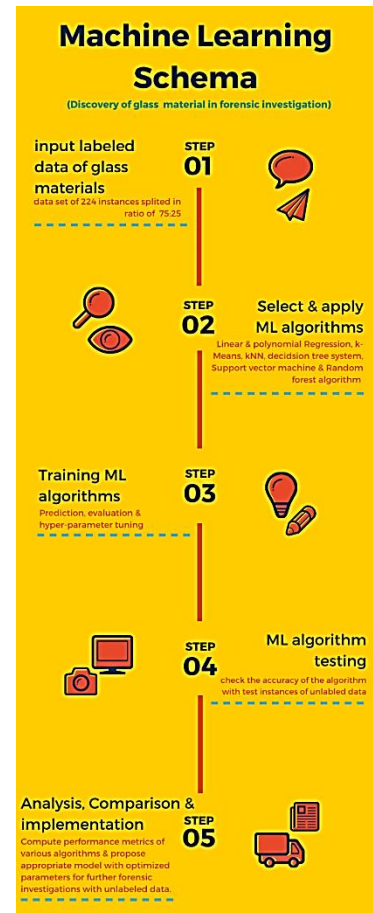 Machine Learning
Schema
(Discovery of glass material in forensic investigation)
input labeled
data of glass
materials
data set of 224 instances splited in
ratio of 75:25
STEP
01
STEP
02
Select & apply
ML algorithms
Linear & polynomial Regression, k-
Means, kNN, decidsion tree system,
Support vector machine & Random
forest algorithm
Training ML
algorithms
Prediction, evaluation &
hyper-parameter tuning
STEP
03
STEP
04
ML algorithm
testing
check the accuracy of the algorithm
with test instances of unlabled data
Analysis, Comparison &
implementation
Compute performance metrics of
various algorithms & propose
appropriate model with optimized
parameters for further forensic
investigations with unlabeled data.
STEP
05